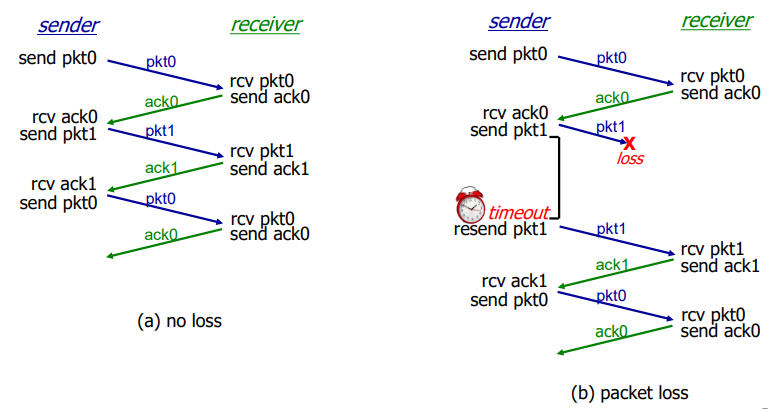 sender
receiver
send pkt0
pkt0
rcv pkt0
send ack0
ack0
rcv ack0
send pkt1
pkt1
rcv pkt1
send ack1
ack1
rcv ack1
send pkt0
pkt0
rcv pkt0
send ack0
ack0
(a) no loss
sender
receiver
send pkt0
pkt0
rcv pkt0
send ack0
ack0
rcv ack0
send pkt1
pkt1
X
loss
timeout
resend pkt1
pkt1
rcv pkt1
send ack1
ack1
rcv ack1
send pkt0
pkt0
rcv pkt0
send ack0
ack0
(b) packet loss